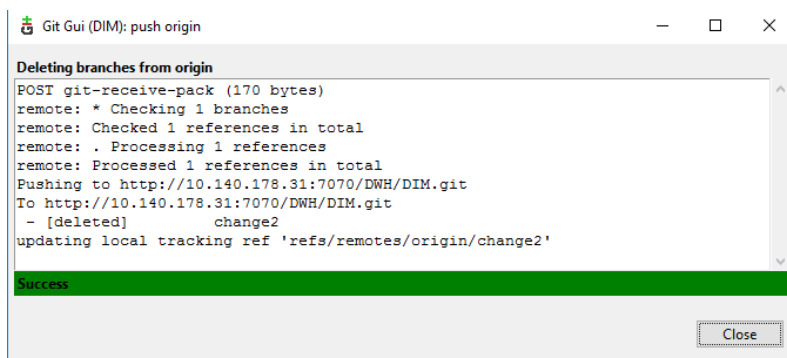 Git Gui (DIM): push origin
Deleting branches from origin
POST git-receive-pack (170 bytes)
remote: * Checking 1 branches
remote: Checked 1 references in total
remote: . Processing 1 references
remote: Processed 1 references in total
Pushing to http://10.140.178.31:7070/DWH/DIM.git
To http://10.140.178.31:7070/DWH/DIM.git
 - [deleted]         change2
updating local tracking ref 'refs/remotes/origin/change2'
Success
Close